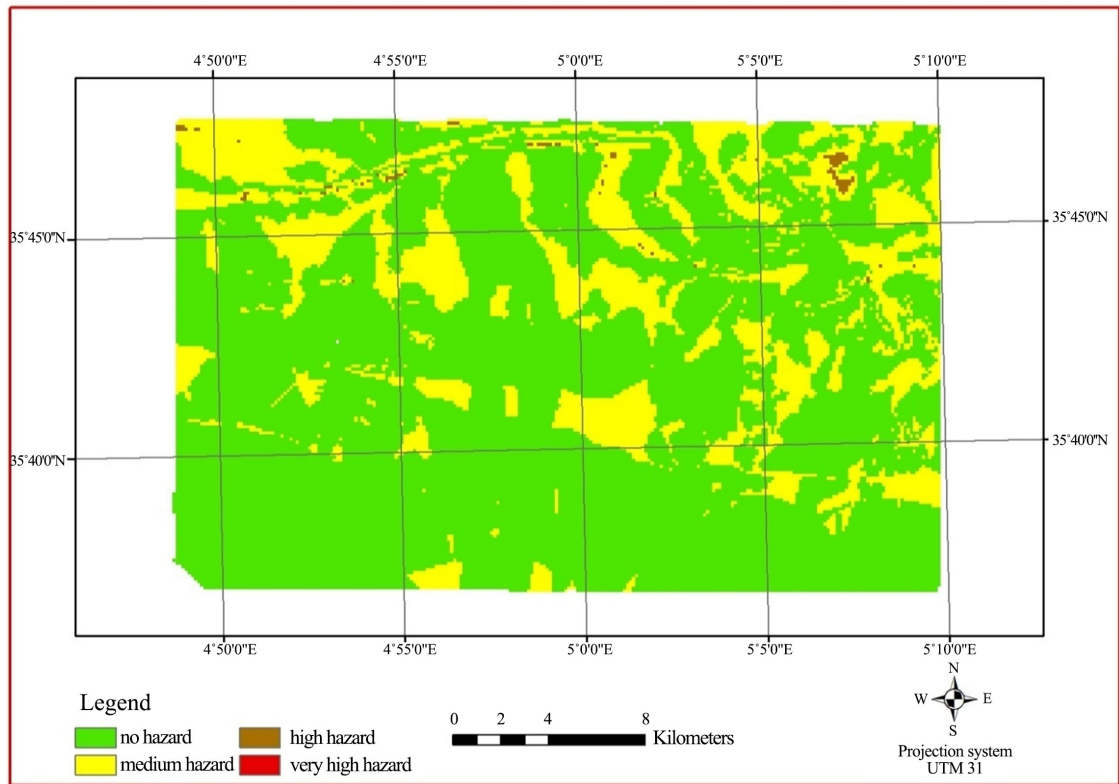 4°50'0"E 4°55'0"E 5°0'0"E 5°5'0"E 5°10'0"E
35°45'0"N 35°45'0"N
35°40'0"N 35°40'0"N
4°50'0"E 4°55'0"E 5°0'0"E 5°5'0"E 5°10'0"E
Legend
no hazard
medium hazard
high hazard
very high hazard
0 2 4 8
Kilometers
N
W E
S
Projection system
UTM 31